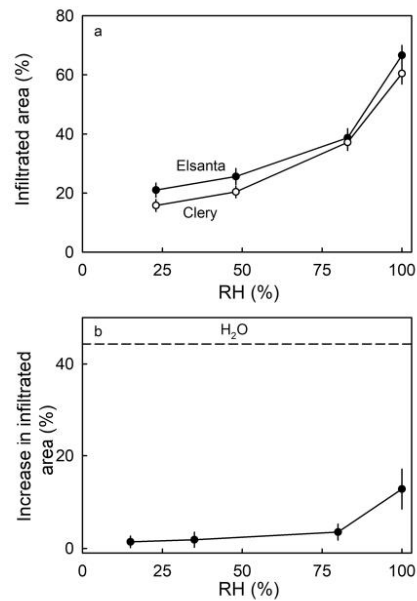 a
80
60
40
20
0
Infiltrated area (%)
Elsanta
Clery
0 25 50 75 100
RH (%)
b
H₂O
40
20
0
Increase in infiltrated
area (%)
0 25 50 75 100
RH (%)